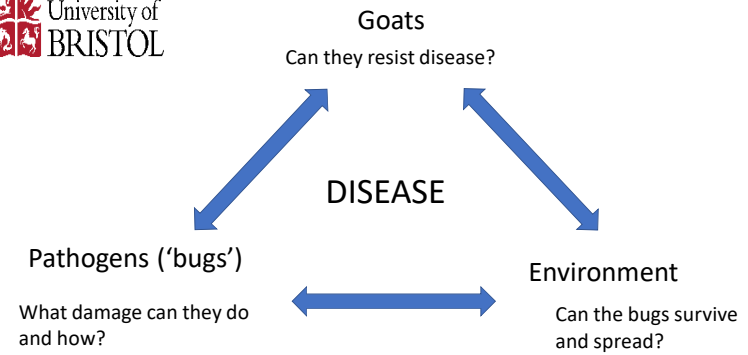 University of
BRISTOL
Goats
Can they resist disease?
DISEASE
Pathogens (‘bugs’)
What damage can they do
and how?
Environment
Can the bugs survive
and spread?